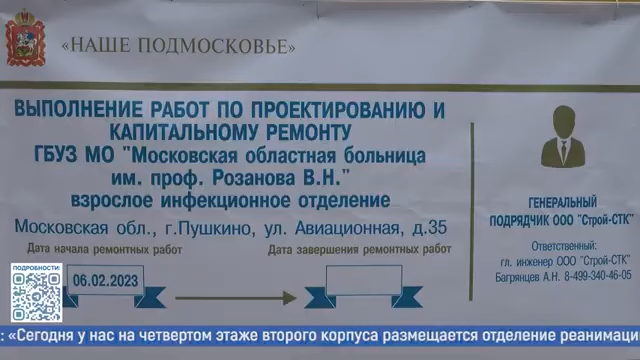 «НАШЕ ПОДМОСКОВЬЕ»
ВЫПОЛНЕНИЕ РАБОТ ПО ПРОЕКТИРОВАНИЮ И
КАПИТАЛЬНОМУ РЕМОНТУ
ГБУЗ МО "Московская областная больница
им. проф. Розанова В.Н."
взрослое инфекционное отделение
Московская обл., г.Пушкино, ул. Авиационная, д.35
Дата начала ремонтных работ
Дата завершения ремонтных работ
06.02.2023
ГЕНЕРАЛЬНЫЙ
ПОДРЯДЧИК ООО "Строй-СТК"
Ответственный:
гл. инженер ООО "Строй-СТК"
Багрянцев А.Н. 8-499-340-46-05
ПОДРОБНОСТИ:
: «Сегодня у нас на четвертом этаже второго корпуса размещается отделение реанимаци